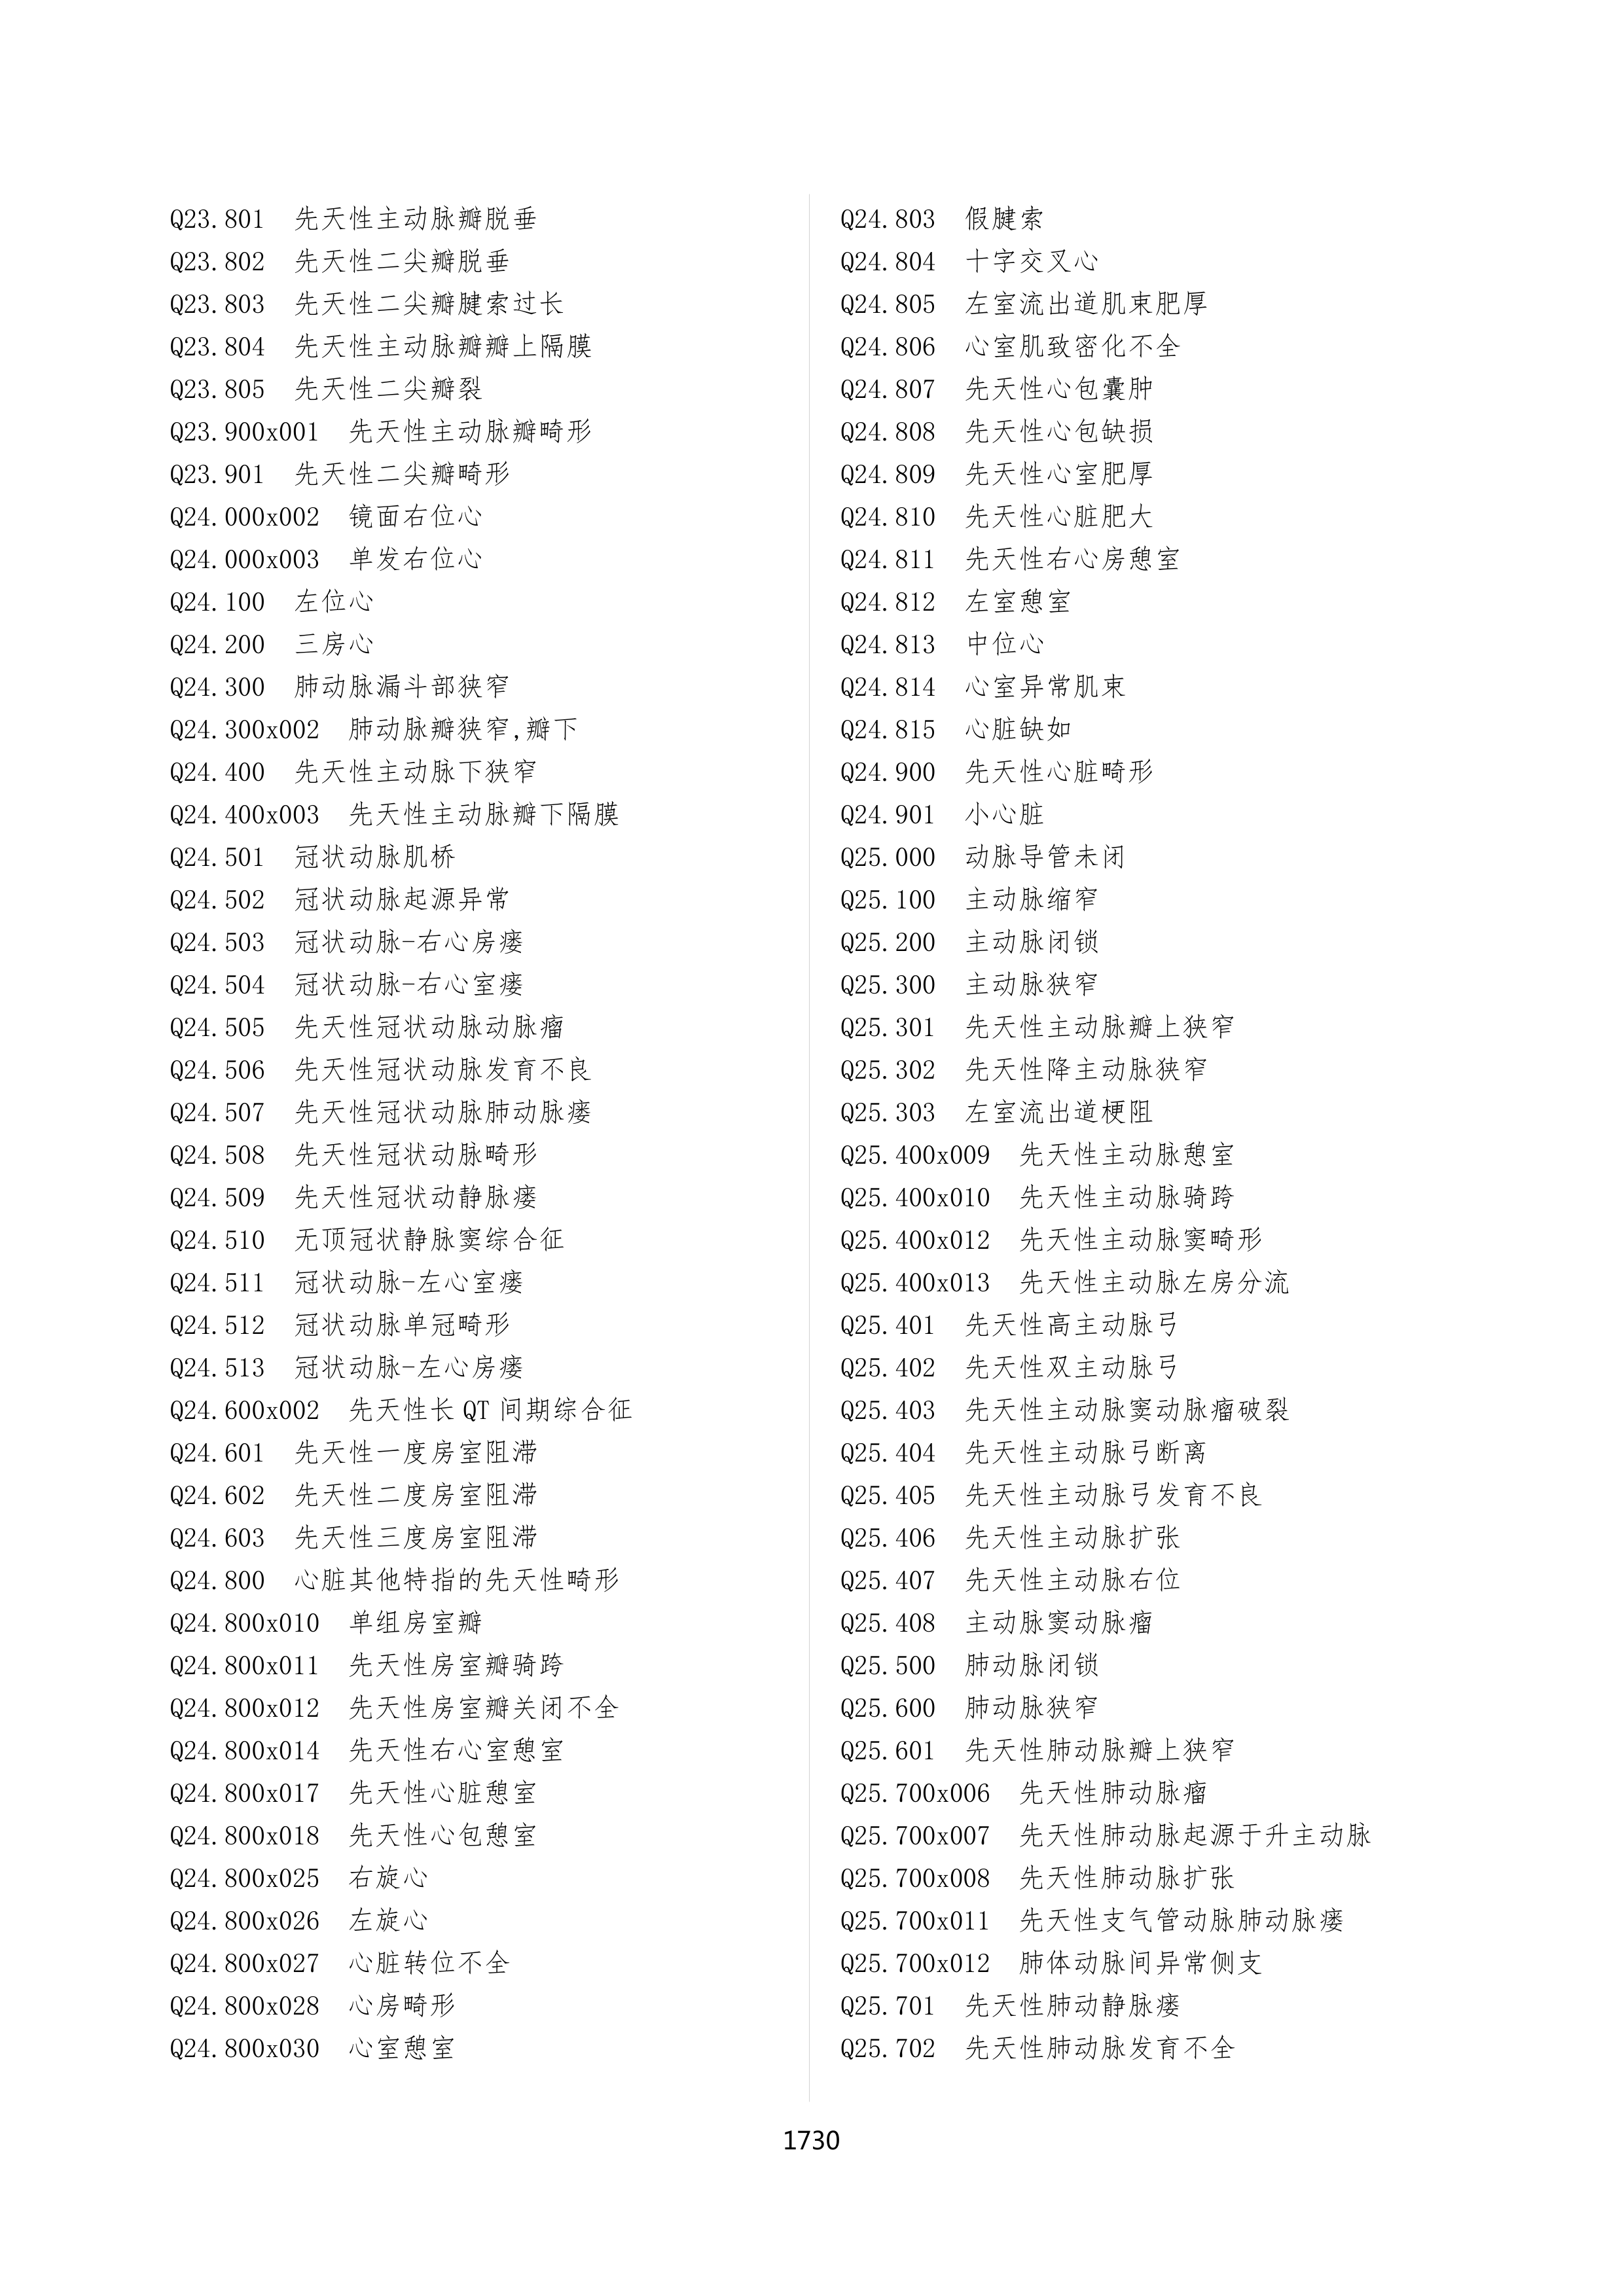 Q23.801 先天性主动脉瓣脱垂
Q23.802 先天性二尖瓣脱垂
Q23.803 先天性二尖瓣腱索过长
Q23.804 先天性主动脉瓣瓣上隔膜
Q23.805 先天性二尖瓣裂
Q23.900x001 先天性主动脉瓣畸形
Q23.901 先天性二尖瓣畸形
Q24.000x002 镜面右位心
Q24.000x003 单发右位心
Q24.100 左位心
Q24.200 三房心
Q24.300 肺动脉漏斗部狭窄
Q24.300x002 肺动脉瓣狭窄,瓣下
Q24.400 先天性主动脉下狭窄
Q24.400x003 先天性主动脉瓣下隔膜
Q24.501 冠状动脉肌桥
Q24.502 冠状动脉起源异常
Q24.503 冠状动脉-右心房瘘
Q24.504 冠状动脉-右心室瘘
Q24.505 先天性冠状动脉动脉瘤
Q24.506 先天性冠状动脉发育不良
Q24.507 先天性冠状动脉肺动脉瘘
Q24.508 先天性冠状动脉畸形
Q24.509 先天性冠状动静脉瘘
Q24.510 无顶冠状静脉窦综合征
Q24.511 冠状动脉-左心室瘘
Q24.512 冠状动脉单冠畸形
Q24.513 冠状动脉-左心房瘘
Q24.600x002 先天性长 QT 间期综合征
Q24.601 先天性一度房室阻滞
Q24.602 先天性二度房室阻滞
Q24.603 先天性三度房室阻滞
Q24.800 心脏其他特指的先天性畸形
Q24.800x010 单组房室瓣
Q24.800x011 先天性房室瓣骑跨
Q24.800x012 先天性房室瓣关闭不全
Q24.800x014 先天性右心室憩室
Q24.800x017 先天性心脏憩室
Q24.800x018 先天性心包憩室
Q24.800x025 右旋心
Q24.800x026 左旋心
Q24.800x027 心脏转位不全
Q24.800x028 心房畸形
Q24.800x030 心室憩室
Q24.803 假腱索
Q24.804 十字交叉心
Q24.805 左室流出道肌束肥厚
Q24.806 心室肌致密化不全
Q24.807 先天性心包囊肿
Q24.808 先天性心包缺损
Q24.809 先天性心室肥厚
Q24.810 先天性心脏肥大
Q24.811 先天性右心房憩室
Q24.812 左室憩室
Q24.813 中位心
Q24.814 心室异常肌束
Q24.815 心脏缺如
Q24.900 先天性心脏畸形
Q24.901 小心脏
Q25.000 动脉导管未闭
Q25.100 主动脉缩窄
Q25.200 主动脉闭锁
Q25.300 主动脉狭窄
Q25.301 先天性主动脉瓣上狭窄
Q25.302 先天性降主动脉狭窄
Q25.303 左室流出道梗阻
Q25.400x009 先天性主动脉憩室
Q25.400x010 先天性主动脉骑跨
Q25.400x012 先天性主动脉窦畸形
Q25.400x013 先天性主动脉左房分流
Q25.401 先天性高主动脉弓
Q25.402 先天性双主动脉弓
Q25.403 先天性主动脉窦动脉瘤破裂
Q25.404 先天性主动脉弓断离
Q25.405 先天性主动脉弓发育不良
Q25.406 先天性主动脉扩张
Q25.407 先天性主动脉右位
Q25.408 主动脉窦动脉瘤
Q25.500 肺动脉闭锁
Q25.600 肺动脉狭窄
Q25.601 先天性肺动脉瓣上狭窄
Q25.700x006 先天性肺动脉瘤
Q25.700x007 先天性肺动脉起源于升主动脉
Q25.700x008 先天性肺动脉扩张
Q25.700x011 先天性支气管动脉肺动脉瘘
Q25.700x012 肺体动脉间异常侧支
Q25.701 先天性肺动静脉瘘
Q25.702 先天性肺动脉发育不全
1730